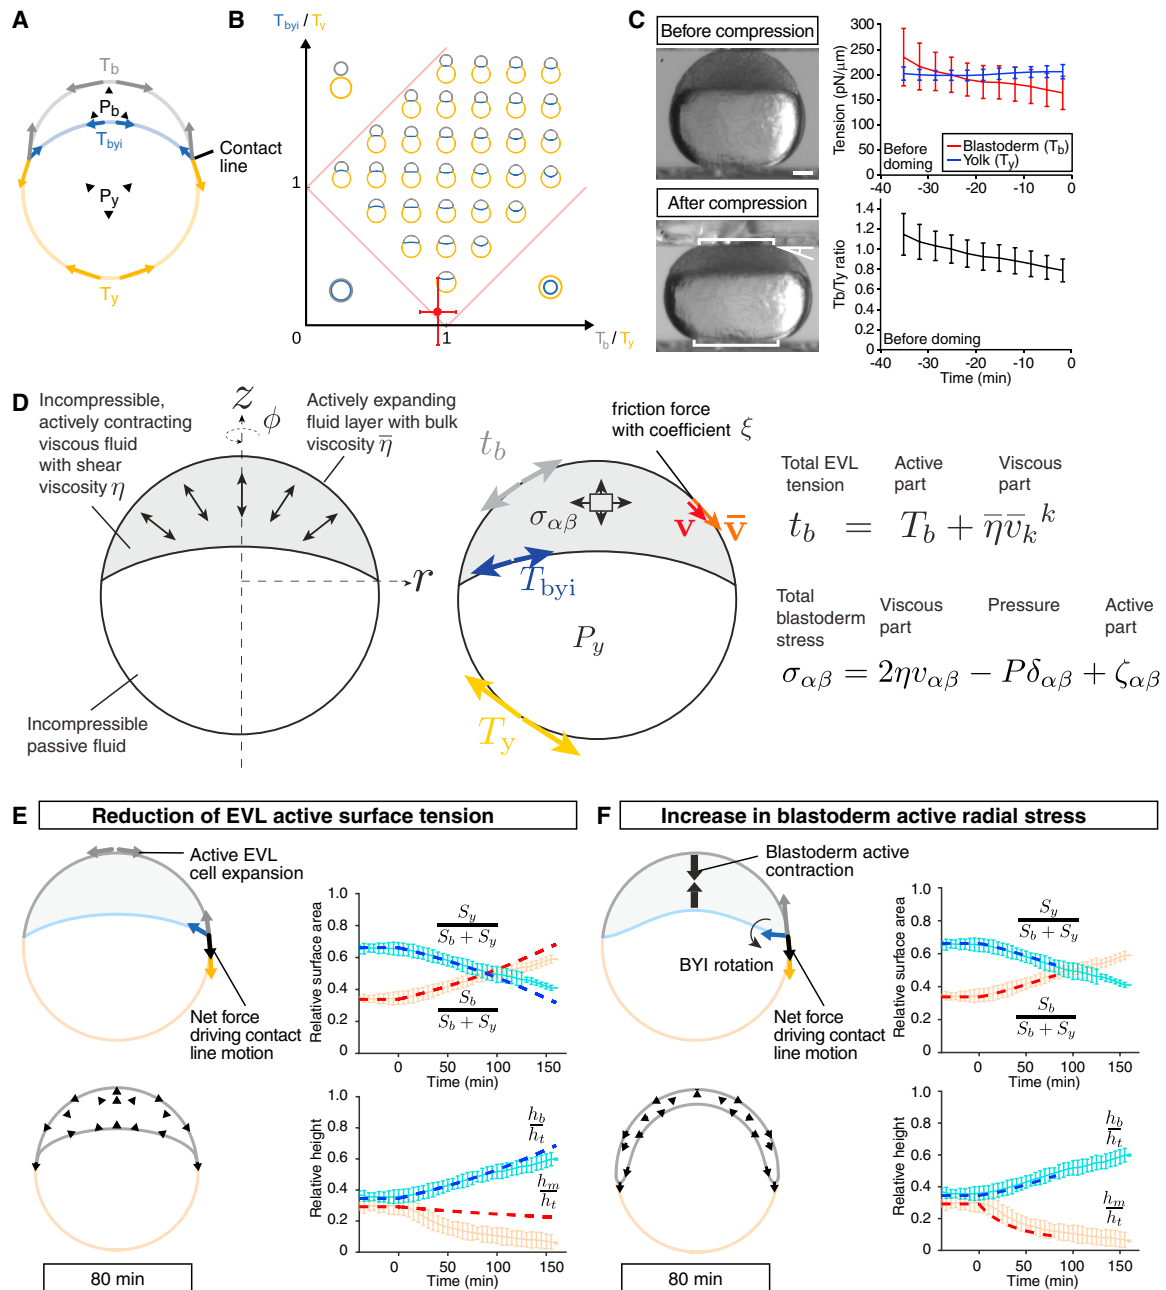 A
T_b
P_b
T_byi
Contact
line
P_y
T_y
B
T_byi / T_y
1
0
1
T_b / T_y
C
Before compression
After compression
300
250
200
150
100
50
0
Tension (pN/µm)
Before
doming
Blastoderm (T_b)
Yolk (T_y)
-40
-30
-20
-10
0
1.4
1.2
1.0
0.8
0.6
0.4
0.2
0
Tb/Ty ratio
Before doming
-40
-30
-20
-10
0
Time (min)
D
Incompressible,
actively contracting
viscous fluid
with shear
viscosity η
z
ϕ
Actively expanding
fluid layer with bulk
viscosity η̅
r
Incompressible
passive fluid
t_b
friction force
with coefficient ξ
σ_αβ
v
v̅
T_byi
P_y
T_y
Total EVL
tension
Active
part
Viscous
part
t_b = T_b + η̅ v̅_k^k
Total
blastoderm
stress
Viscous
part
Pressure
Active
part
σ_αβ = 2ηv_αβ − Pδ_αβ + ζ_αβ
E
Reduction of EVL active surface tension
Active EVL
cell expansion
Net force
driving contact
line motion
80 min
1.0
0.8
0.6
0.4
0.2
0
Relative surface area
S_y
S_b + S_y
S_b
S_b + S_y
0
50
100
150
Time (min)
1.0
0.8
0.6
0.4
0.2
0
Relative height
h_b
h_t
h_m
h_t
0
50
100
150
Time (min)
F
Increase in blastoderm active radial stress
Blastoderm active
contraction
BYI rotation
Net force
driving contact
line motion
80 min
1.0
0.8
0.6
0.4
0.2
0
Relative surface area
S_y
S_b + S_y
S_b
S_b + S_y
0
50
100
150
Time (min)
1.0
0.8
0.6
0.4
0.2
0
Relative height
h_b
h_t
h_m
h_t
0
50
100
150
Time (min)